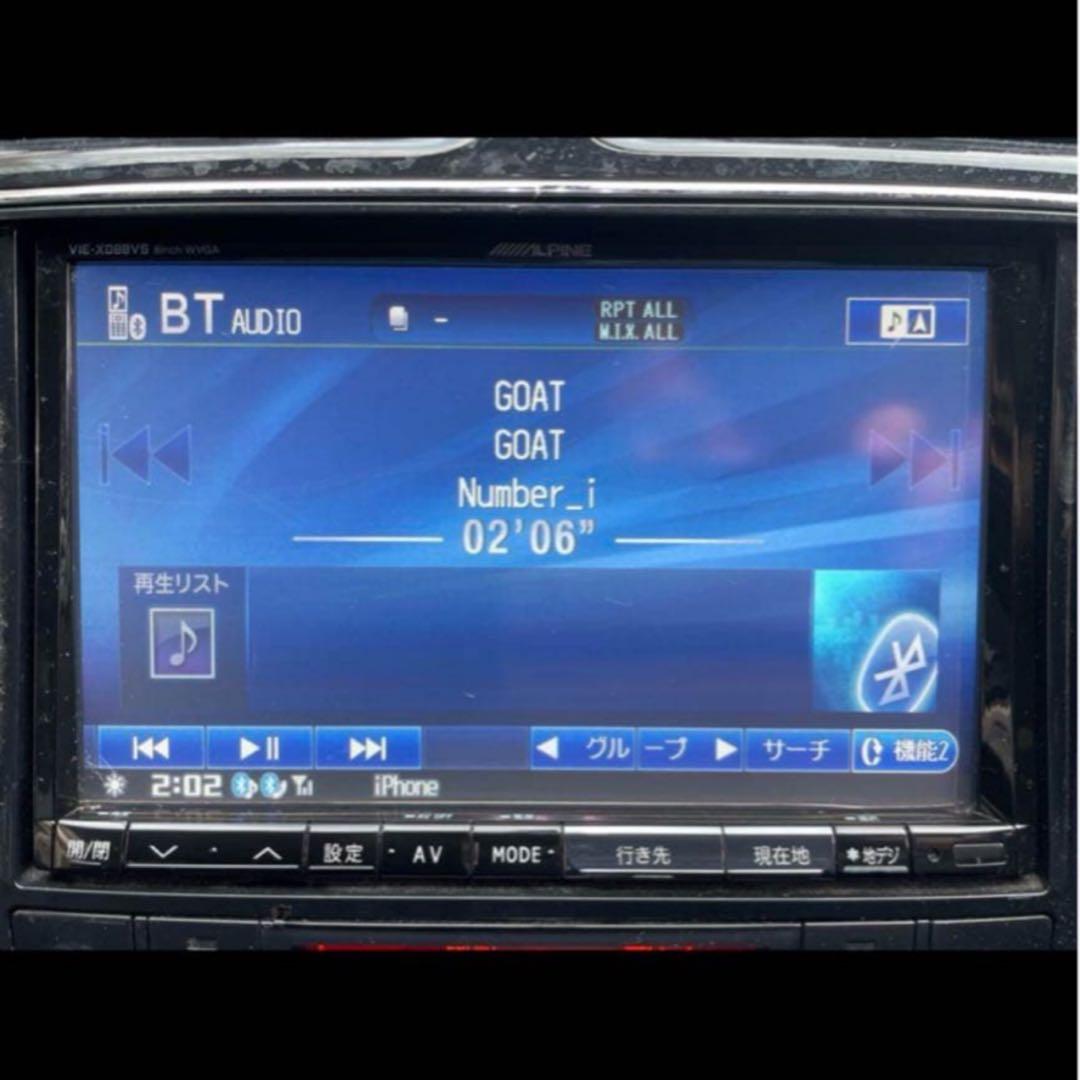 VIE-X088VS 8inch WVGA ALPINE
BT AUDIO
-
RPT ALL
M.I.X. ALL
GOAT
GOAT
Number_i
02'06"
再生リスト
グループ サーチ 機能2
2:02 iPhone
開/閉 設定 AV MODE 行き先 現在地 *地デジ